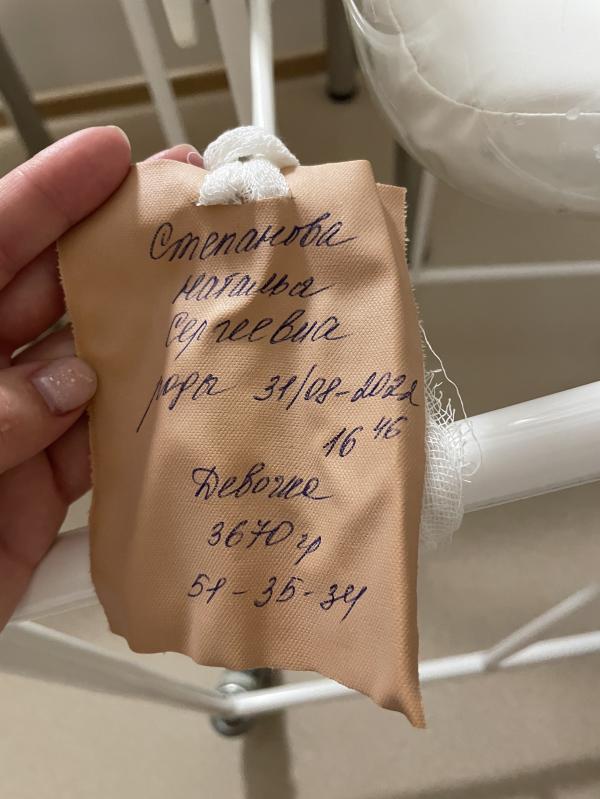 Степанова
Наталья
Сергеевна
роды 31/08-2022
16 46
Девочка
3670 гр
51-35-34